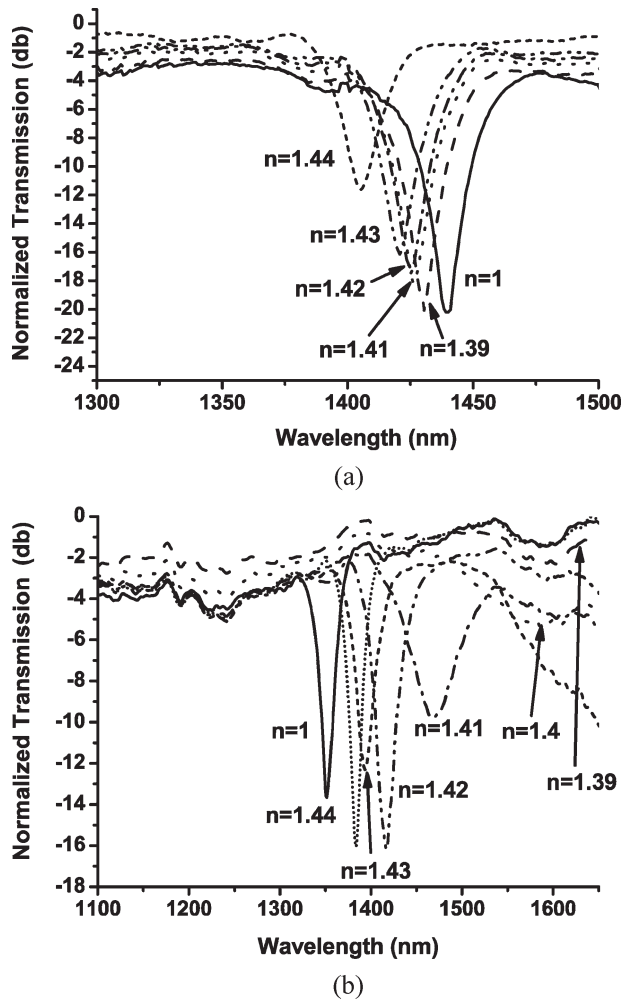 0
-2
-4
-6
-8
-10
-12
-14
-16
-18
-20
-22
-24
Normalized Transmission (db)
n=1.44
n=1.43
n=1.42
n=1.41
n=1.39
n=1
1300
1350
1400
1450
1500
Wavelength (nm)
(a)
0
-2
-4
-6
-8
-10
-12
-14
-16
-18
Normalized Transmission (db)
n=1
n=1.44
n=1.43
n=1.42
n=1.41
n=1.4
n=1.39
1100
1200
1300
1400
1500
1600
Wavelength (nm)
(b)